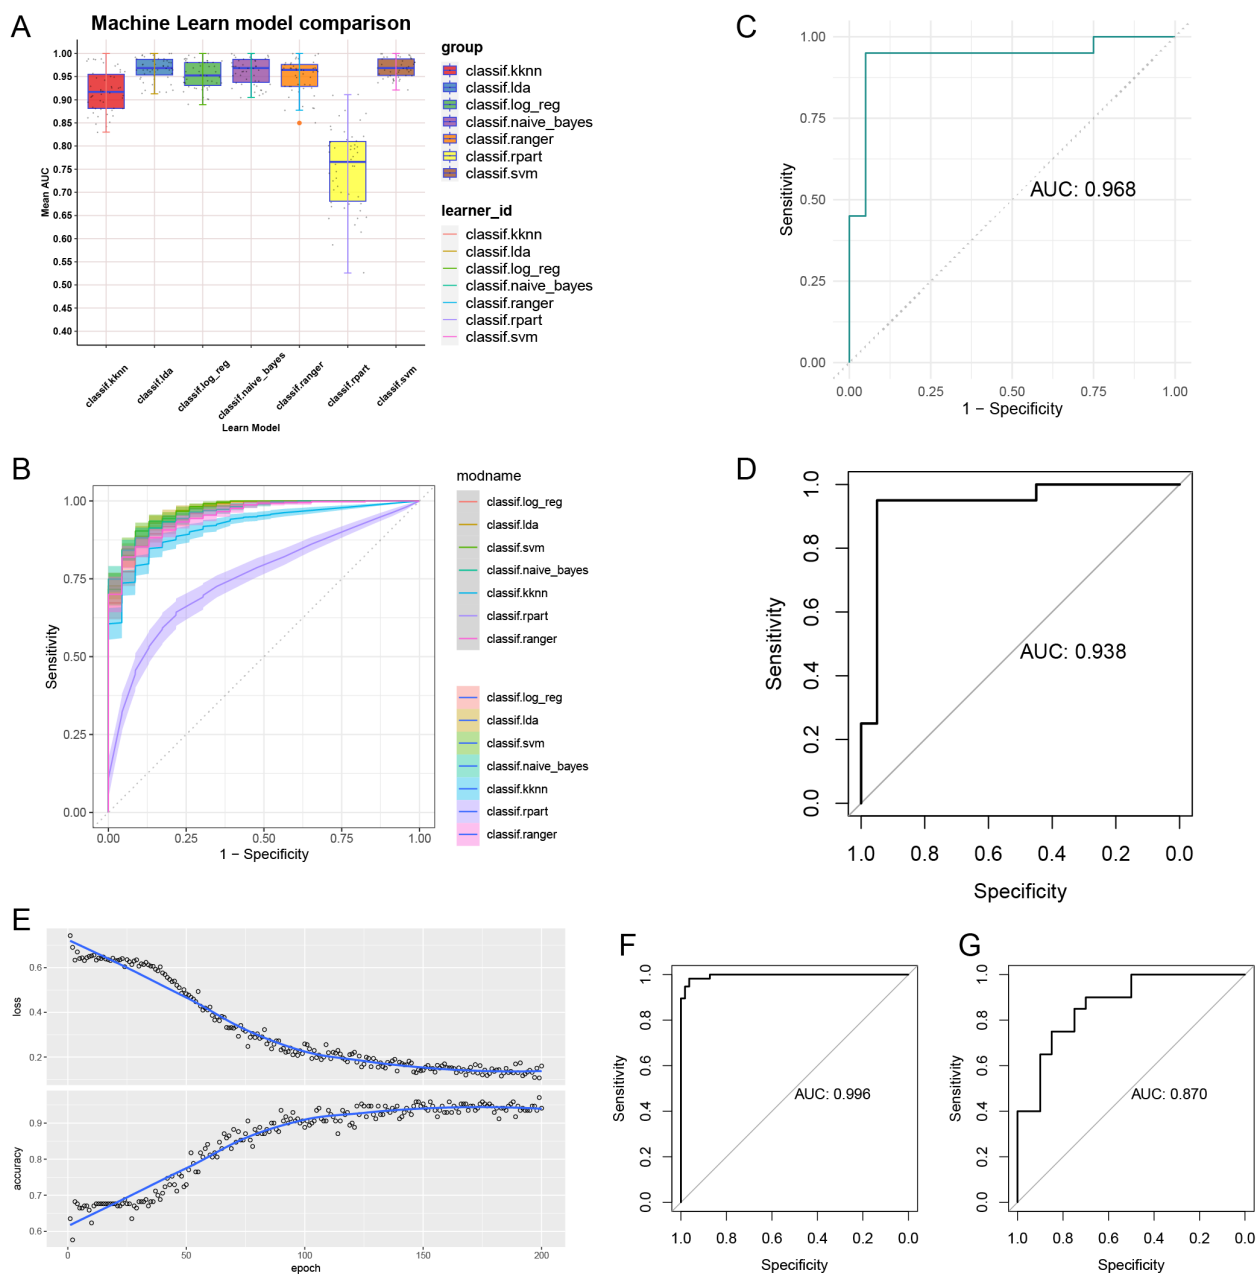 A
Machine Learn model comparison
1.00
0.95
0.90
0.85
0.80
0.75
0.70
0.65
0.60
0.55
0.50
0.45
0.40
Mean AUC
classif.kknn
classif.lda
classif.log_reg
classif.naive_bayes
classif.ranger
classif.rpart
classif.svm
Learn Model
group
classif.kknn
classif.lda
classif.log_reg
classif.naive_bayes
classif.ranger
classif.rpart
classif.svm
learner_id
classif.kknn
classif.lda
classif.log_reg
classif.naive_bayes
classif.ranger
classif.rpart
classif.svm
C
1.00
0.75
0.50
0.25
0.00
Sensitivity
AUC: 0.968
0.00 0.25 0.50 0.75 1.00
1 − Specificity
B
1.00
0.75
0.50
0.25
0.00
Sensitivity
0.00 0.25 0.50 0.75 1.00
1 − Specificity
modname
classif.log_reg
classif.lda
classif.svm
classif.naive_bayes
classif.kknn
classif.rpart
classif.ranger
classif.log_reg
classif.lda
classif.svm
classif.naive_bayes
classif.kknn
classif.rpart
classif.ranger
D
1.0
0.8
0.6
0.4
0.2
0.0
Sensitivity
AUC: 0.938
1.0 0.8 0.6 0.4 0.2 0.0
Specificity
E
0.6
0.4
0.2
loss
0.9
0.8
0.7
0.6
accuracy
0 50 100 150 200
epoch
F
1.0
0.8
0.6
0.4
0.2
0.0
Sensitivity
AUC: 0.996
1.0 0.8 0.6 0.4 0.2 0.0
Specificity
G
1.0
0.8
0.6
0.4
0.2
0.0
Sensitivity
AUC: 0.870
1.0 0.8 0.6 0.4 0.2 0.0
Specificity